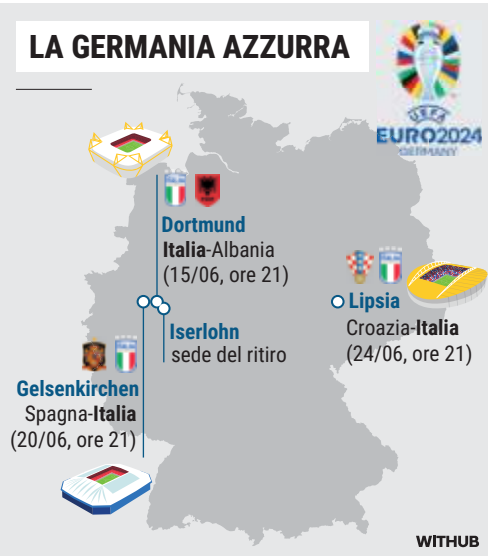 LA GERMANIA AZZURRA
UEFA
EURO2024
GERMANY
Dortmund
Italia-Albania
(15/06, ore 21)
Lipsia
Croazia-Italia
(24/06, ore 21)
Iserlohn
sede del ritiro
Gelsenkirchen
Spagna-Italia
(20/06, ore 21)
WITHUB